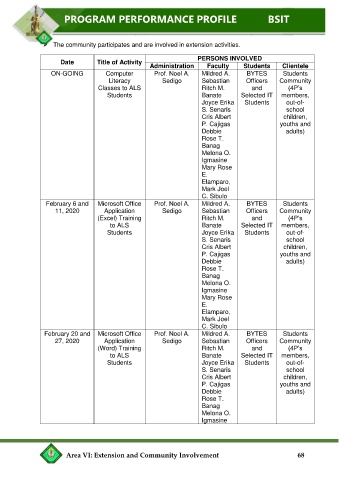 PROGRAM PERFORMANCE PROFILE BSIT
The community participates and are involved in extension activities.
Date Title of Activity PERSONS INVOLVED
Administration Faculty Students Clientele
ON-GOING Computer Prof. Noel A. Mildred A. BYTES Students
Literacy Sedigo Sebastian Officers Community
Classes to ALS Ritch M. and (4P's
Students Banate Selected IT members,
Joyce Erika Students out-of-
S. Senaris school
Cris Albert children,
P. Cajigas youths and
Debbie adults)
Rose T.
Banag
Melona O.
Igmasine
Mary Rose
E.
Elamparo,
Mark Joel
C. Sibulo
February 6 and Microsoft Office Prof. Noel A. Mildred A. BYTES Students
11, 2020 Application Sedigo Sebastian Officers Community
(Excel) Training Ritch M. and (4P's
to ALS Banate Selected IT members,
Students Joyce Erika Students out-of-
S. Senaris school
Cris Albert children,
P. Cajigas youths and
Debbie adults)
Rose T.
Banag
Melona O.
Igmasine
Mary Rose
E.
Elamparo,
Mark Joel
C. Sibulo
February 20 and Microsoft Office Prof. Noel A. Mildred A. BYTES Students
27, 2020 Application Sedigo Sebastian Officers Community
(Word) Training Ritch M. and (4P's
to ALS Banate Selected IT members,
Students Joyce Erika Students out-of-
S. Senaris school
Cris Albert children,
P. Cajigas youths and
Debbie adults)
Rose T.
Banag
Melona O.
Igmasine
Area VI: Extension and Community Involvement 68